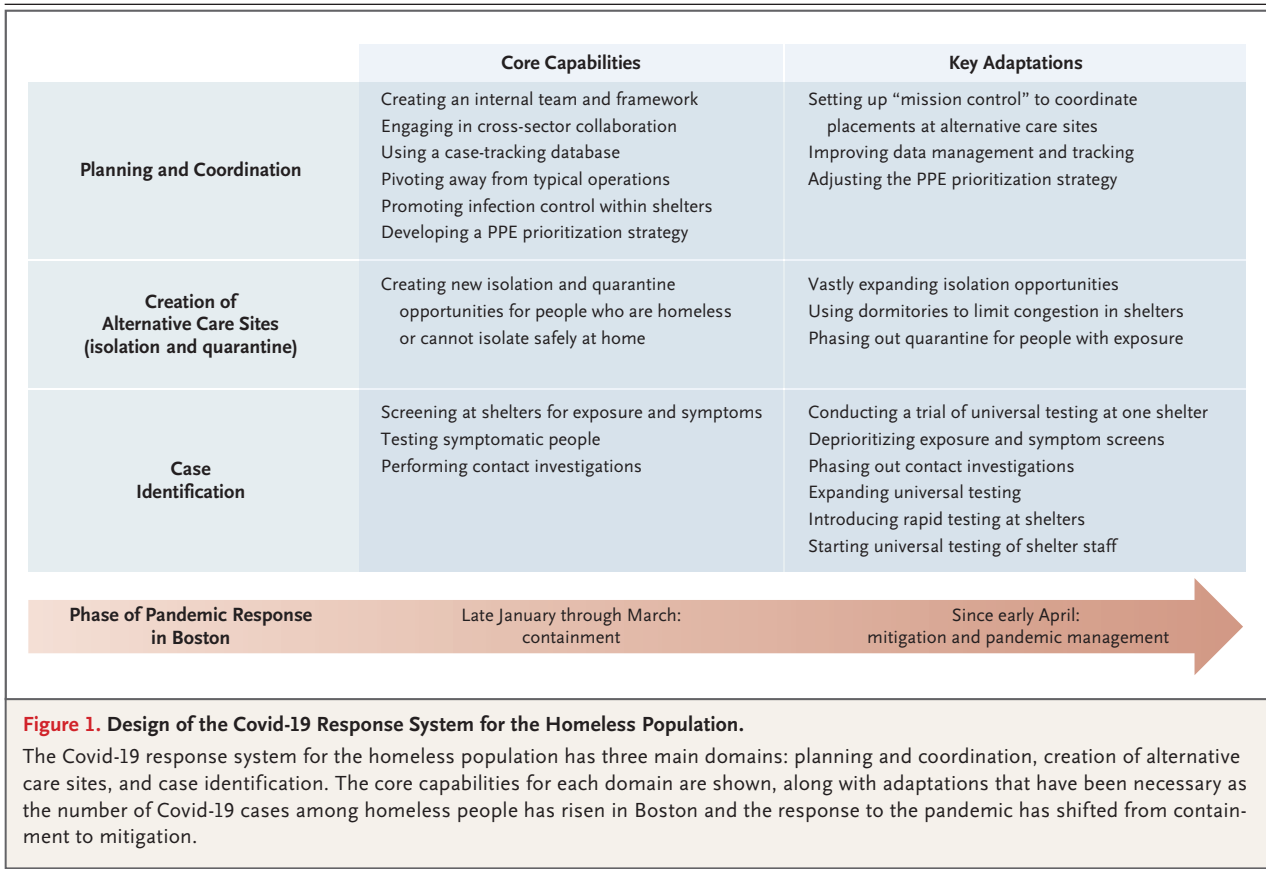 Core Capabilities
Key Adaptations
Planning and Coordination
Creating an internal team and framework
Engaging in cross-sector collaboration
Using a case-tracking database
Pivoting away from typical operations
Promoting infection control within shelters
Developing a PPE prioritization strategy
Setting up “mission control” to coordinate
placements at alternative care sites
Improving data management and tracking
Adjusting the PPE prioritization strategy
Creation of
Alternative Care Sites
(isolation and quarantine)
Creating new isolation and quarantine
opportunities for people who are homeless
or cannot isolate safely at home
Vastly expanding isolation opportunities
Using dormitories to limit congestion in shelters
Phasing out quarantine for people with exposure
Case
Identification
Screening at shelters for exposure and symptoms
Testing symptomatic people
Performing contact investigations
Conducting a trial of universal testing at one shelter
Deprioritizing exposure and symptom screens
Phasing out contact investigations
Expanding universal testing
Introducing rapid testing at shelters
Starting universal testing of shelter staff
Phase of Pandemic Response
in Boston
Late January through March:
containment
Since early April:
mitigation and pandemic management
Figure 1. Design of the Covid-19 Response System for the Homeless Population.
The Covid-19 response system for the homeless population has three main domains: planning and coordination, creation of alternative
care sites, and case identification. The core capabilities for each domain are shown, along with adaptations that have been necessary as
the number of Covid-19 cases among homeless people has risen in Boston and the response to the pandemic has shifted from contain-
ment to mitigation.